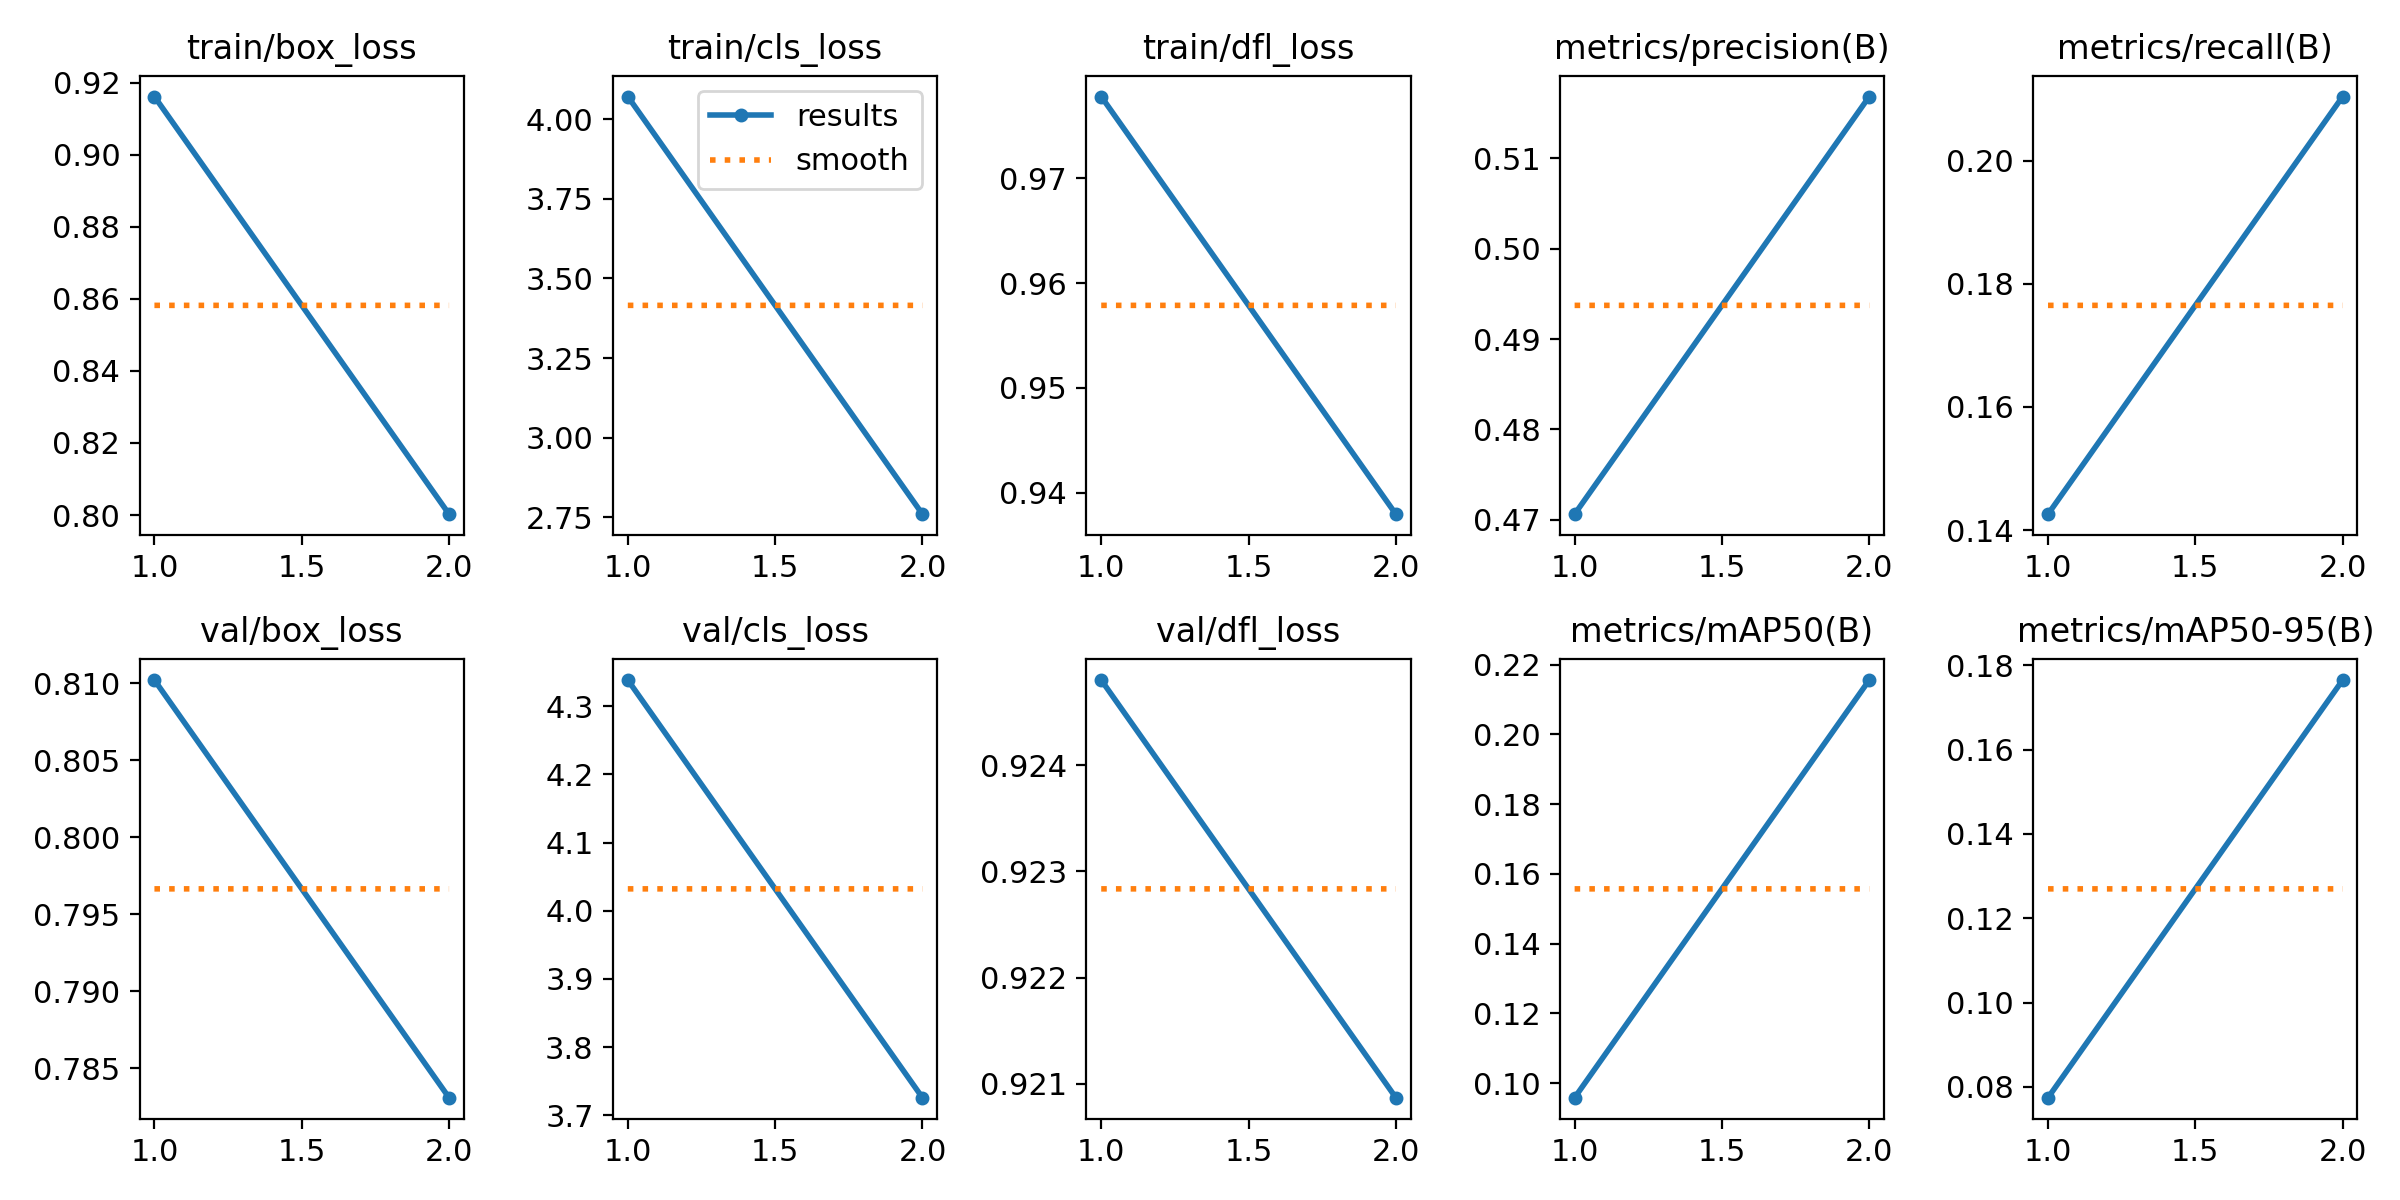 train/box_loss
0.92
0.90
0.88
0.86
0.84
0.82
0.80
1.0 1.5 2.0
train/cls_loss
results
smooth
4.00
3.75
3.50
3.25
3.00
2.75
1.0 1.5 2.0
train/dfl_loss
0.97
0.96
0.95
0.94
1.0 1.5 2.0
metrics/precision(B)
0.51
0.50
0.49
0.48
0.47
1.0 1.5 2.0
metrics/recall(B)
0.20
0.18
0.16
0.14
1.0 1.5 2.0
val/box_loss
0.810
0.805
0.800
0.795
0.790
0.785
1.0 1.5 2.0
val/cls_loss
4.3
4.2
4.1
4.0
3.9
3.8
3.7
1.0 1.5 2.0
val/dfl_loss
0.924
0.923
0.922
0.921
1.0 1.5 2.0
metrics/mAP50(B)
0.22
0.20
0.18
0.16
0.14
0.12
0.10
1.0 1.5 2.0
metrics/mAP50-95(B)
0.18
0.16
0.14
0.12
0.10
0.08
1.0 1.5 2.0